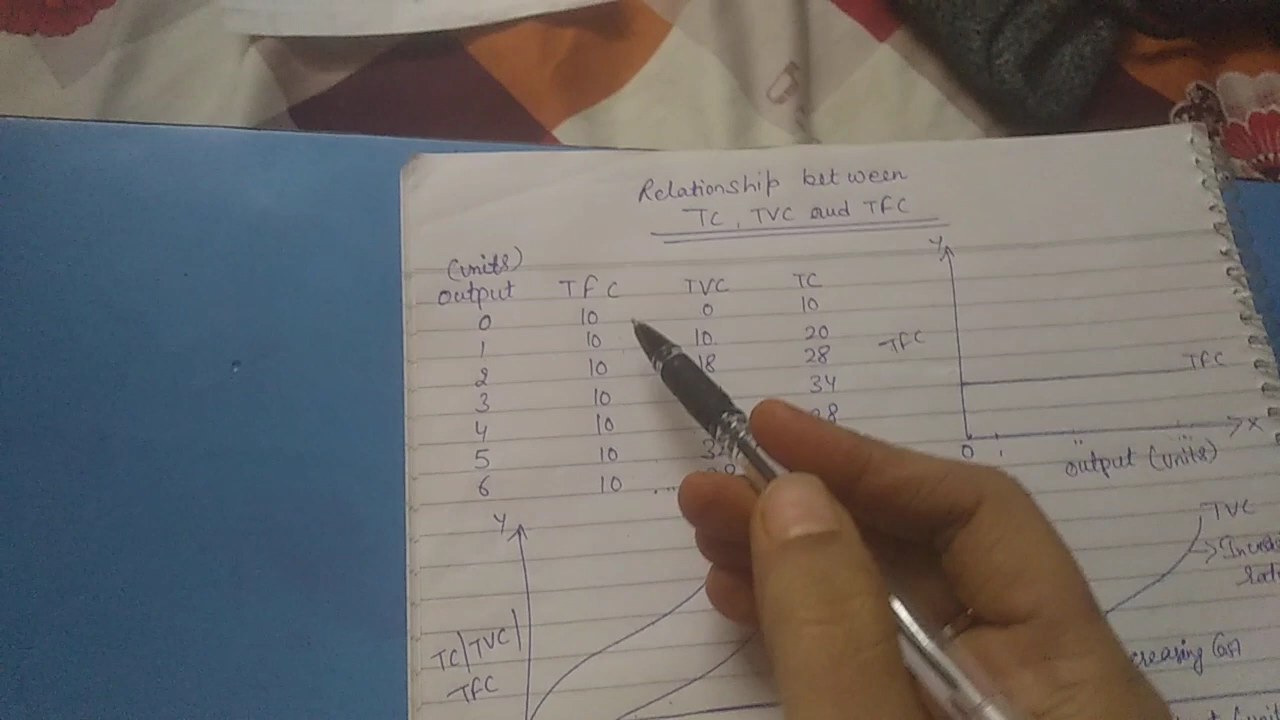 Relationship between
TC, TVC and TFC
(units)
output TFC TVC TC
0 10 0 10
1 10 10 20
2 10 18 28
3 10 34
4 10
5 10
6 10
Y
TFC
TFC
0
X
output (units)
Y
TC/TVC/
TFC
TVC